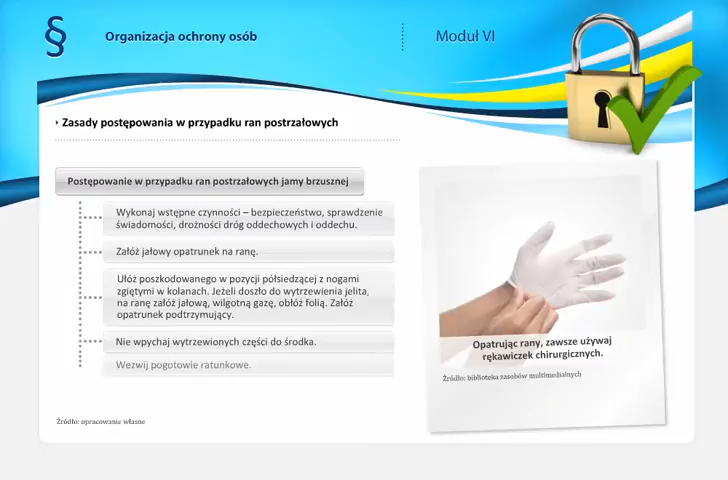 §
Organizacja ochrony osób
Moduł VI
Zasady postępowania w przypadku ran postrzałowych
Postępowanie w przypadku ran postrzałowych jamy brzusznej
Wykonaj wstępne czynności – bezpieczeństwo, sprawdzenie
świadomości, drożności dróg oddechowych i oddechu.
Załóż jałowy opatrunek na ranę.
Ułóż poszkodowanego w pozycji półsiedzącej z nogami
zgiętymi w kolanach. Jeżeli doszło do wytrzewienia jelita,
na ranę załóż jałową, wilgotną gazę, obłóż folią. Załóż
opatrunek podtrzymujący.
Nie wpychaj wytrzewionych części do środka.
Wezwij pogotowie ratunkowe.
Opatrując rany, zawsze używaj
rękawiczek chirurgicznych.
Źródło: biblioteka zasobów multimedialnych
Źródło: opracowanie własne